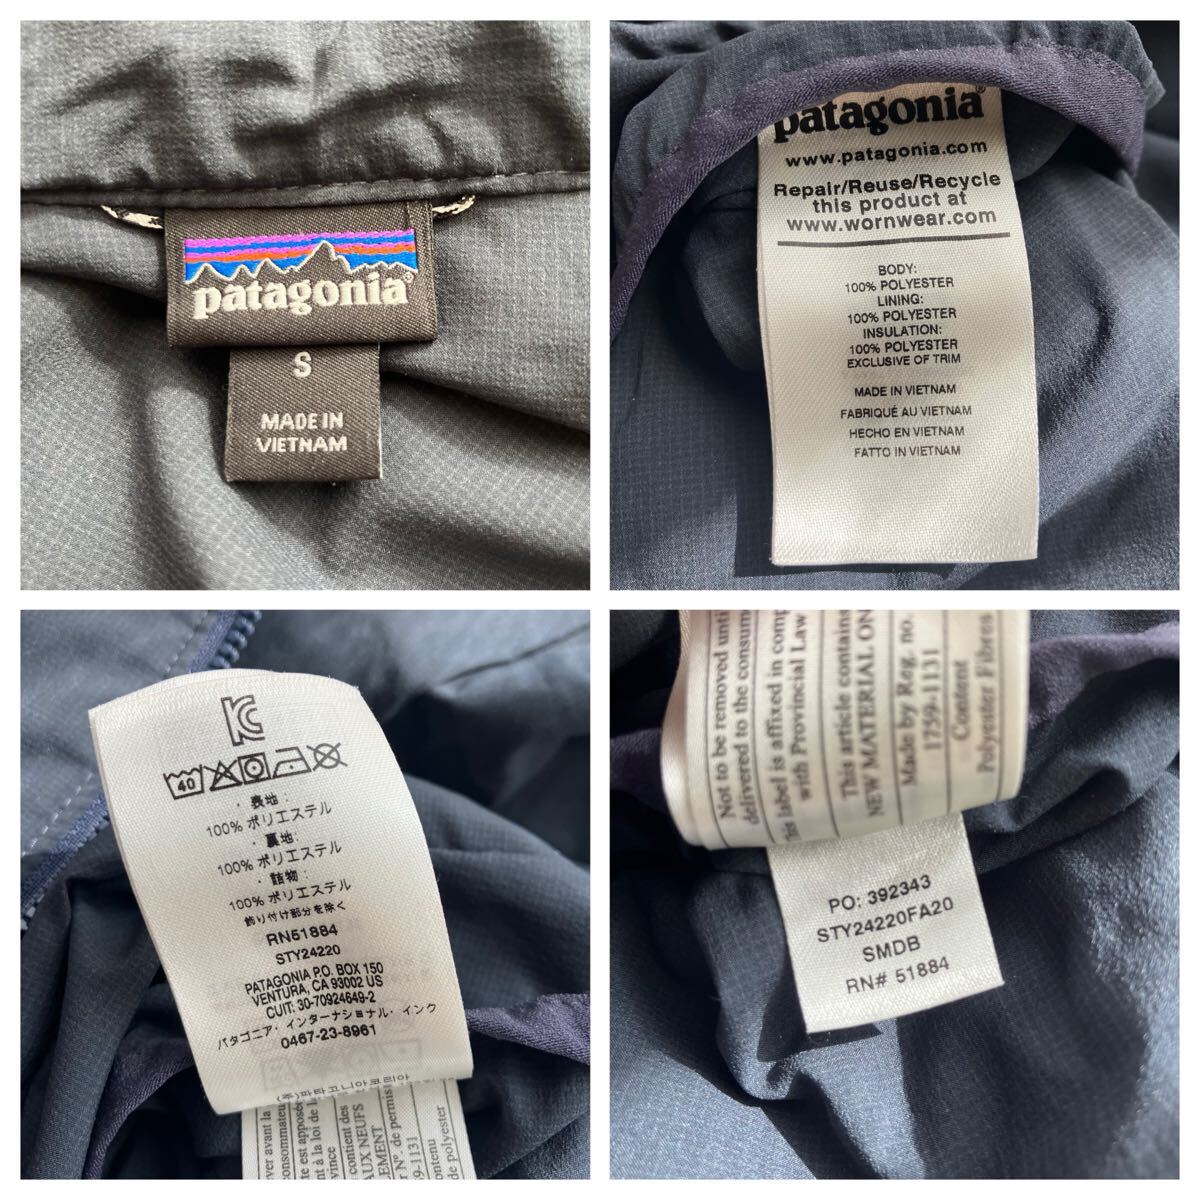 patagonia®
S
MADE IN
VIETNAM
patagonia
www.patagonia.com
Repair/Reuse/Recycle
this product at
www.wornwear.com
BODY:
100% POLYESTER
LINING:
100% POLYESTER
INSULATION:
100% POLYESTER
EXCLUSIVE OF TRIM
MADE IN VIETNAM
FABRIQUÉ AU VIETNAM
HECHO EN VIETNAM
FATTO IN VIETNAM
40
・表地:
100% ポリエステル
・裏地:
100% ポリエステル
・詰物:
100% ポリエステル
飾り付け部分を除く
RN51884
STY24220
PATAGONIA P.O. BOX 150
VENTURA, CA 93002 US
CUIT: 30-70924649-2
パタゴニア・インターナショナル・インク
0467-23-8961
Not to be removed until
delivered to the consum
This label is affixed in comp
with Provincial Law
This article contains
NEW MATERIAL ON
Made by Reg. no.
1759-1131
Content
Polyester Fibres
PO: 392343
STY24220FA20
SMDB
RN# 51884